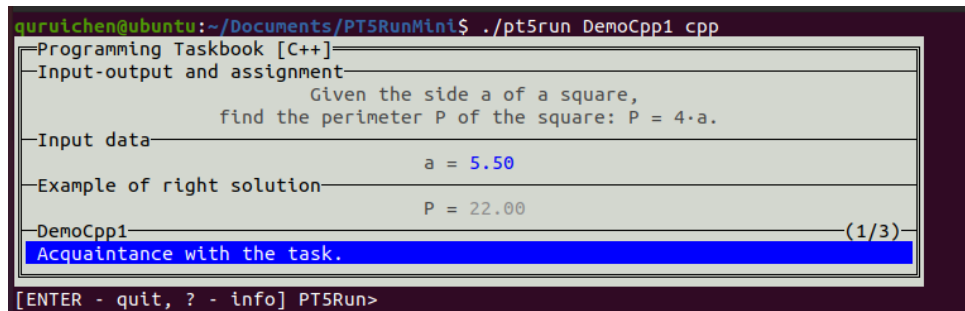 quruichen@ubuntu:~/Documents/PT5RunMini$ ./pt5run DemoCpp1 cpp
Programming Taskbook [C++]
Input-output and assignment
Given the side a of a square,
find the perimeter P of the square: P = 4·a.
Input data
a = 5.50
Example of right solution
P = 22.00
DemoCpp1 (1/3)
Acquaintance with the task.
[ENTER - quit, ? - info] PT5Run>